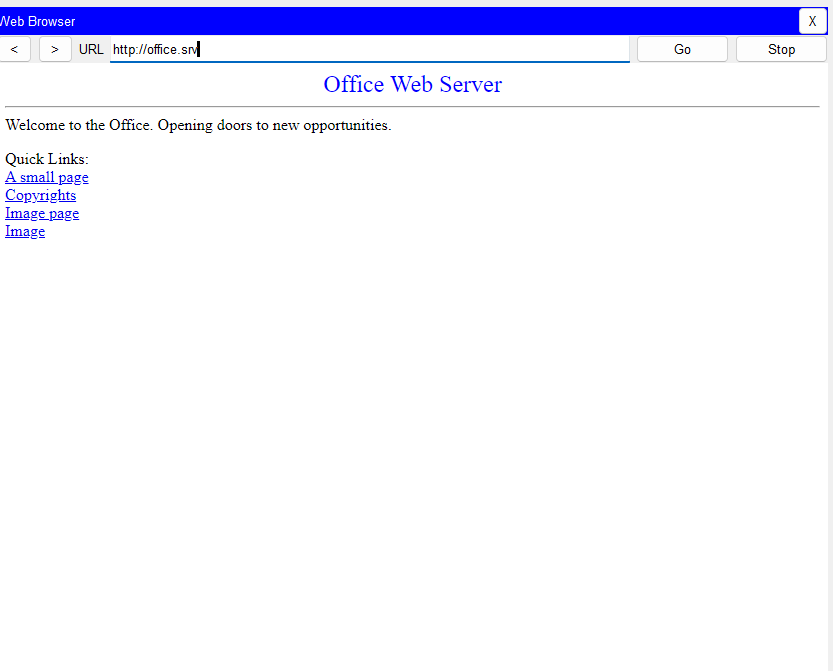 Web Browser X
< > URL http://office.srv Go Stop
Office Web Server
Welcome to the Office. Opening doors to new opportunities.
Quick Links:
A small page
Copyrights
Image page
Image